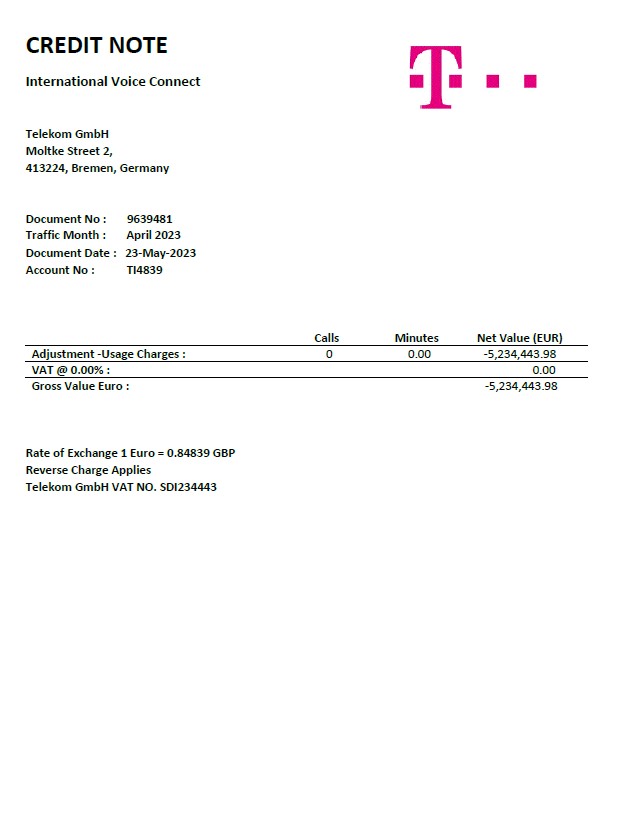 CREDIT NOTE
International Voice Connect
T
Telekom GmbH
Moltke Street 2,
413224, Bremen, Germany
Document No : 9639481
Traffic Month : April 2023
Document Date : 23-May-2023
Account No : TI4839
Calls Minutes Net Value (EUR)
Adjustment -Usage Charges : 0 0.00 -5,234,443.98
VAT @ 0.00% : 0.00
Gross Value Euro : -5,234,443.98
Rate of Exchange 1 Euro = 0.84839 GBP
Reverse Charge Applies
Telekom GmbH VAT NO. SDI234443